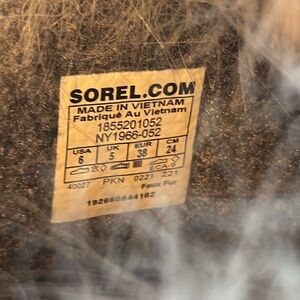 SOREL.COM
MADE IN VIETNAM
Fabriqué Au Vietnam
1855201052
NY1966-052
USA UK EUR CM
6 5 38 24
40027 PKN 0221 221
Faux Fur
192660544182